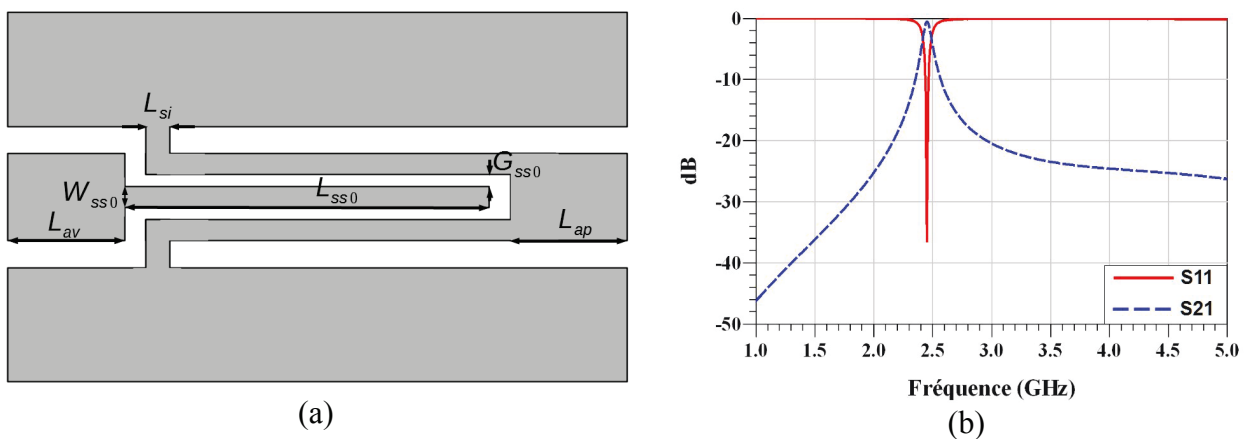 L_si
G_ss0
W_ss0
L_ss0
L_av
L_ap
(a)
0
-10
-20
-30
-40
-50
dB
S11
S21
1.0 1.5 2.0 2.5 3.0 3.5 4.0 4.5 5.0
Fréquence (GHz)
(b)